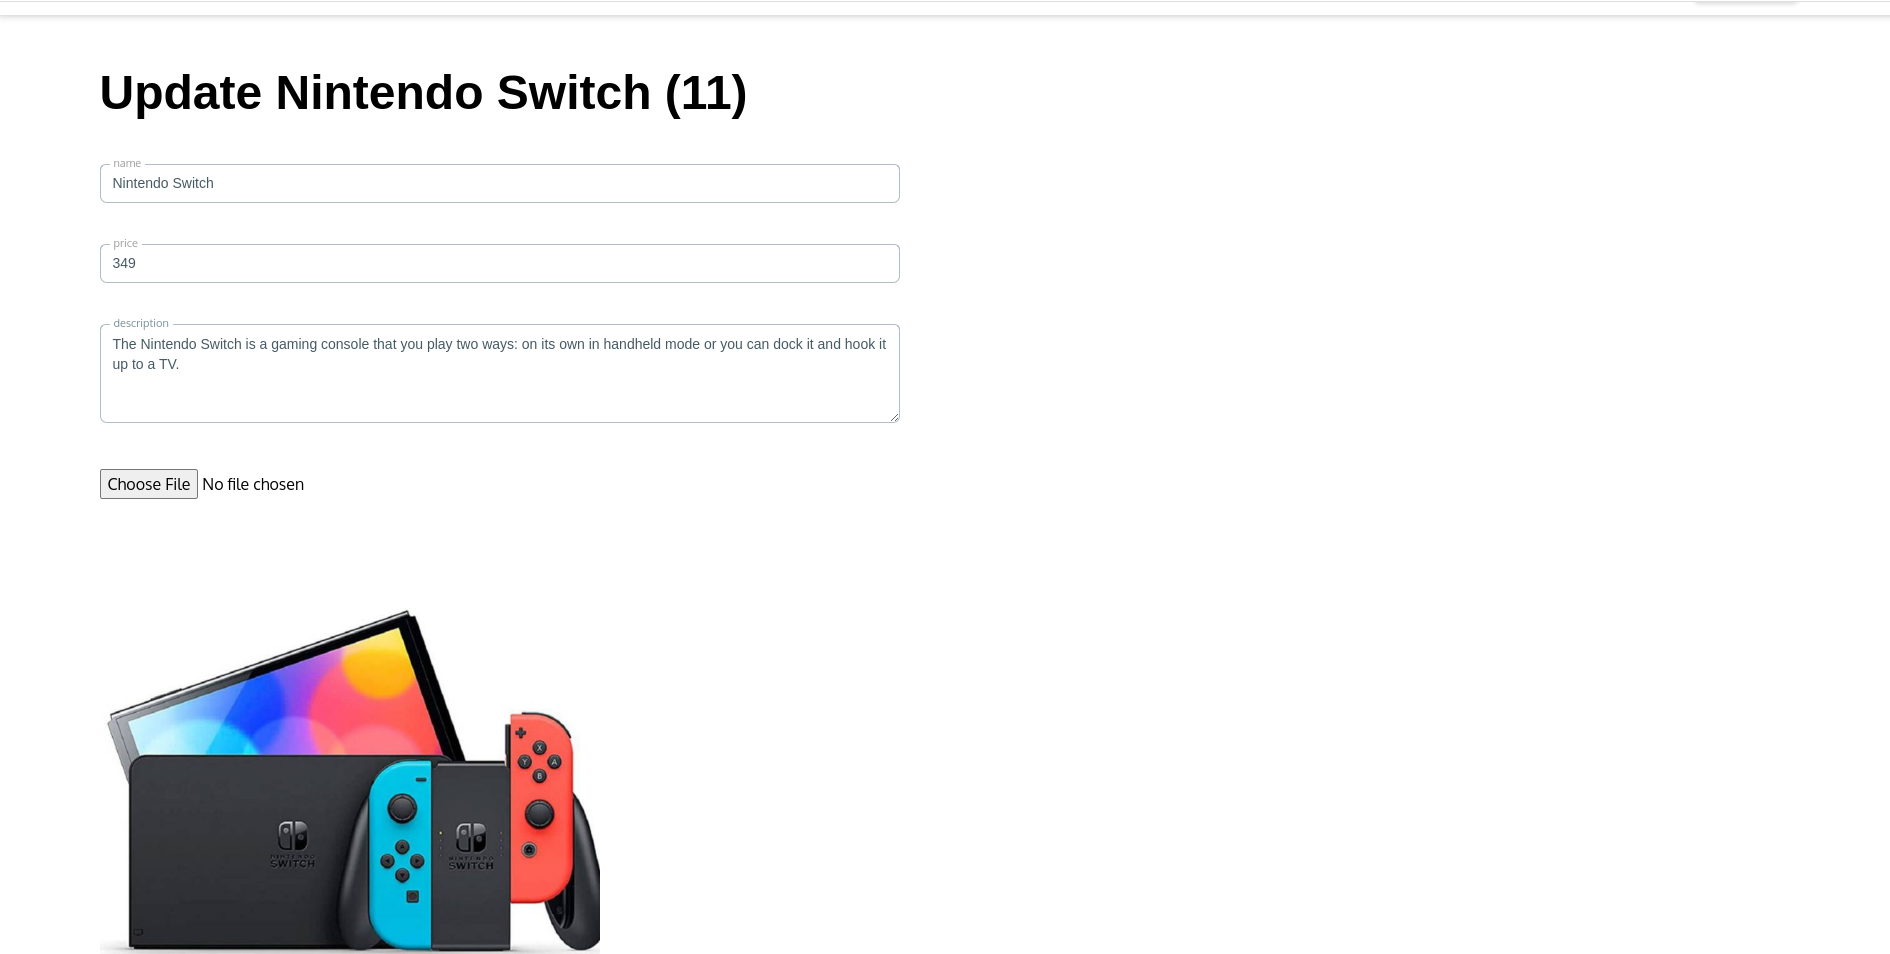 Update Nintendo Switch (11)
name
Nintendo Switch
price
349
description
The Nintendo Switch is a gaming console that you play two ways: on its own in handheld mode or you can dock it and hook it
up to a TV.
Choose File No file chosen
X
Y A
B
NINTENDO
SWITCH
NINTENDO
SWITCH